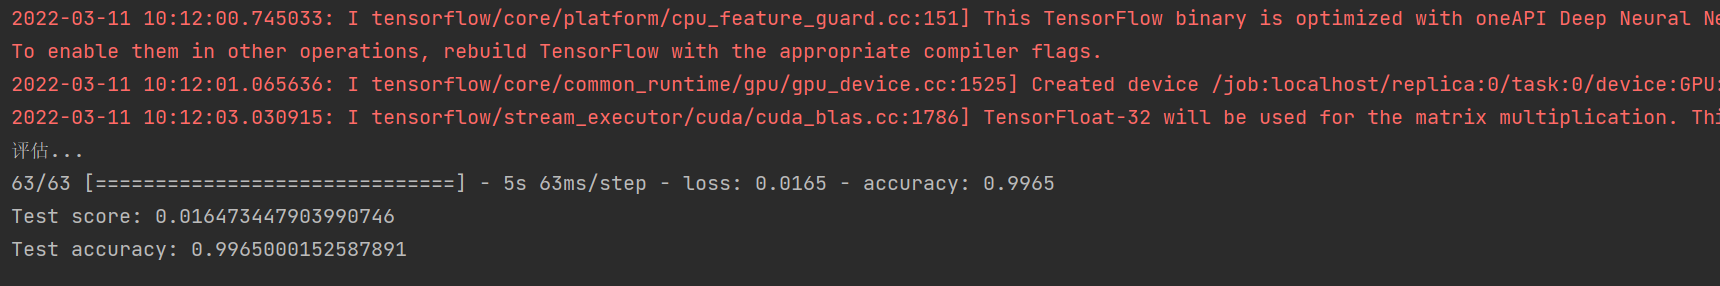 2022-03-11 10:12:00.745033: I tensorflow/core/platform/cpu_feature_guard.cc:151] This TensorFlow binary is optimized with oneAPI Deep Neural
To enable them in other operations, rebuild TensorFlow with the appropriate compiler flags.
2022-03-11 10:12:01.065636: I tensorflow/core/common_runtime/gpu/gpu_device.cc:1525] Created device /job:localhost/replica:0/task:0/device:GPU:
2022-03-11 10:12:03.030915: I tensorflow/stream_executor/cuda/cuda_blas.cc:1786] TensorFloat-32 will be used for the matrix multiplication.
评估...
63/63 [==============================] - 5s 63ms/step - loss: 0.0165 - accuracy: 0.9965
Test score: 0.016473447903990746
Test accuracy: 0.9965000152587891